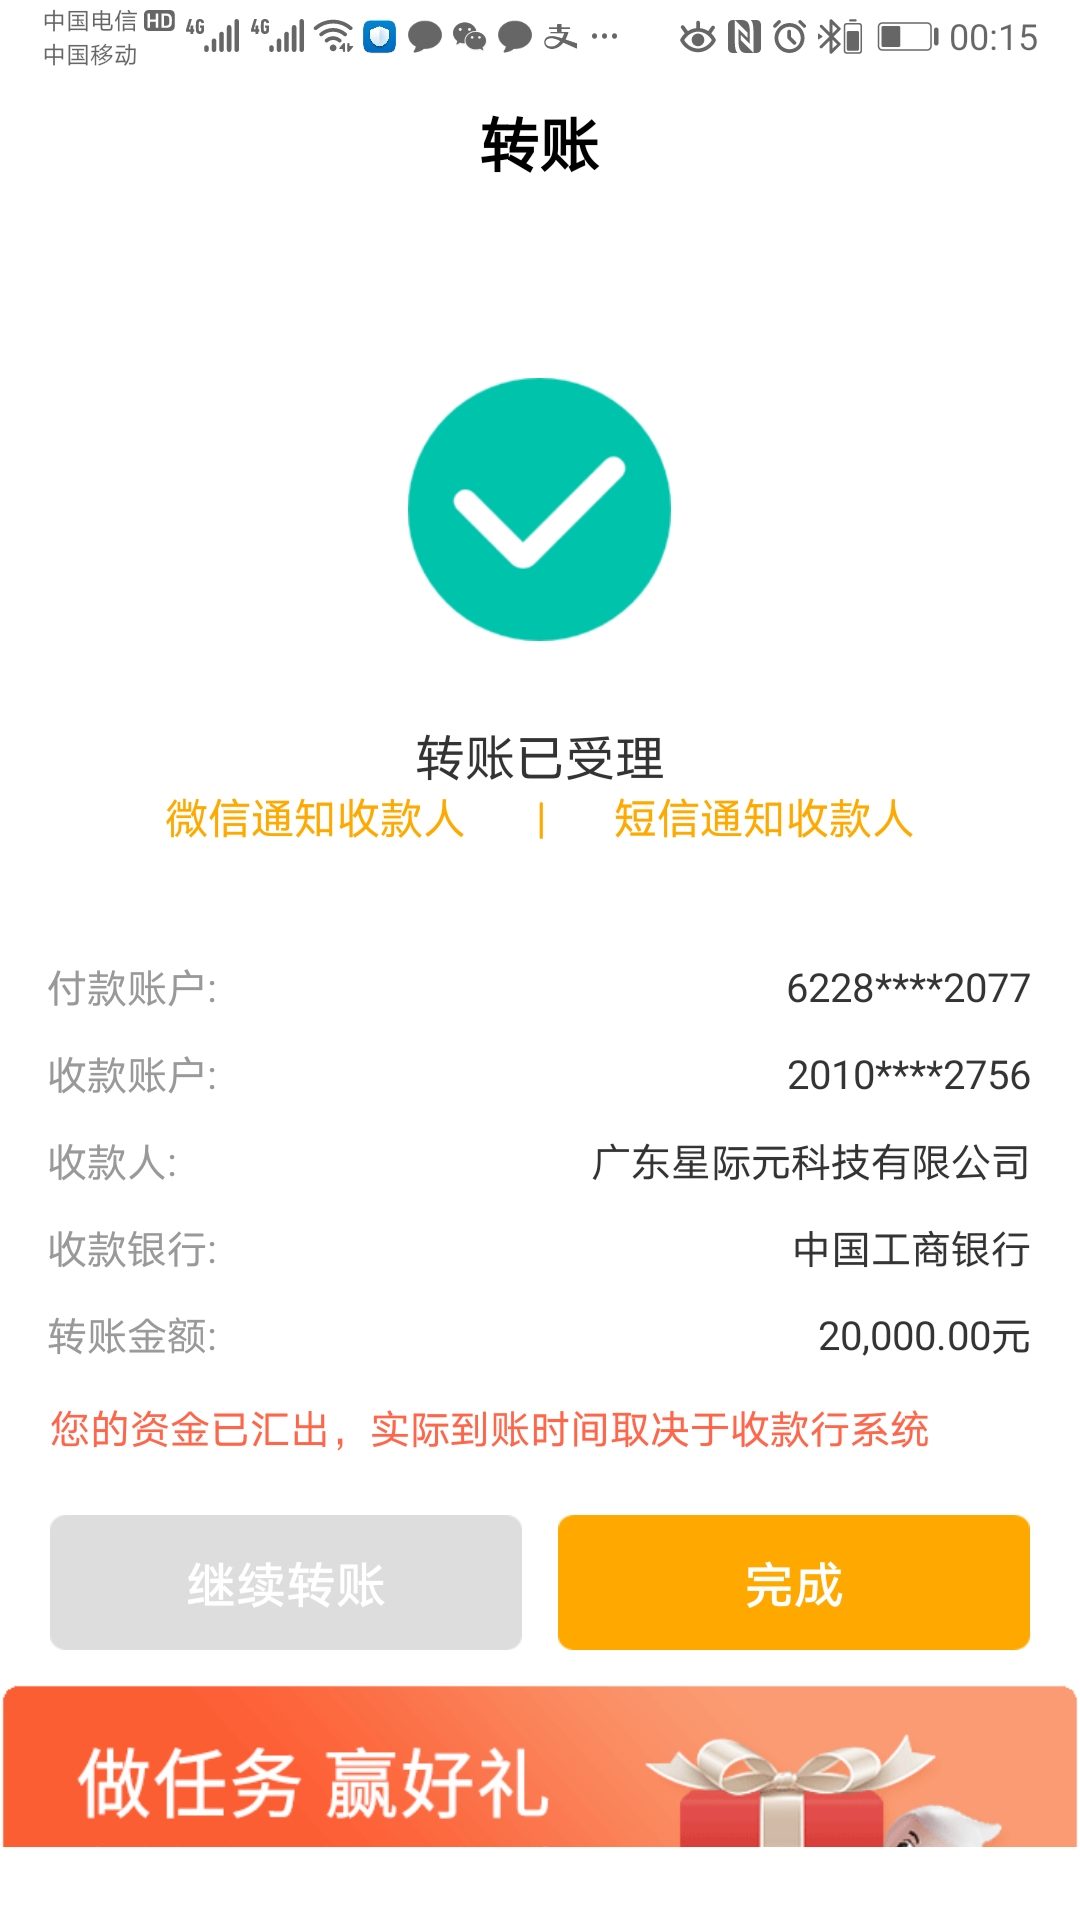 中国电信 HD 4G 4G 00:15
中国移动
转账
转账已受理
微信通知收款人 | 短信通知收款人
付款账户: 6228****2077
收款账户: 2010****2756
收款人: 广东星际元科技有限公司
收款银行: 中国工商银行
转账金额: 20,000.00元
您的资金已汇出，实际到账时间取决于收款行系统
继续转账 完成
做任务 赢好礼